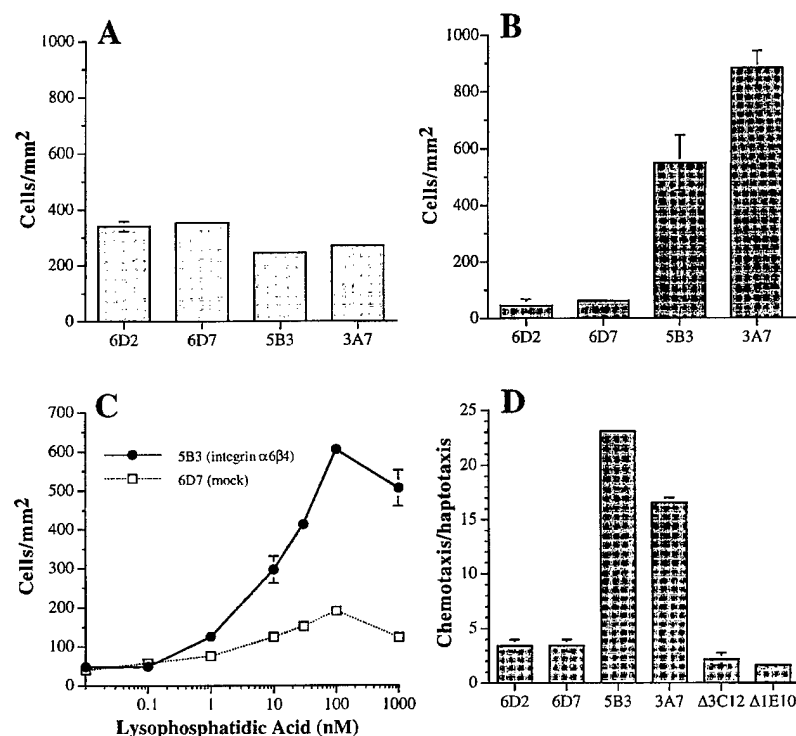 A
1000
800
600
400
200
0
Cells/mm²
6D2 6D7 5B3 3A7
B
1000
800
600
400
200
0
Cells/mm²
6D2 6D7 5B3 3A7
C
700
600
500
400
300
200
100
0
Cells/mm²
5B3 (integrin α6β4)
6D7 (mock)
0.1 1 10 100 1000
Lysophosphatidic Acid (nM)
D
25
20
15
10
5
0
Chemotaxis/haptotaxis
6D2 6D7 5B3 3A7 Δ3C12 Δ1E10